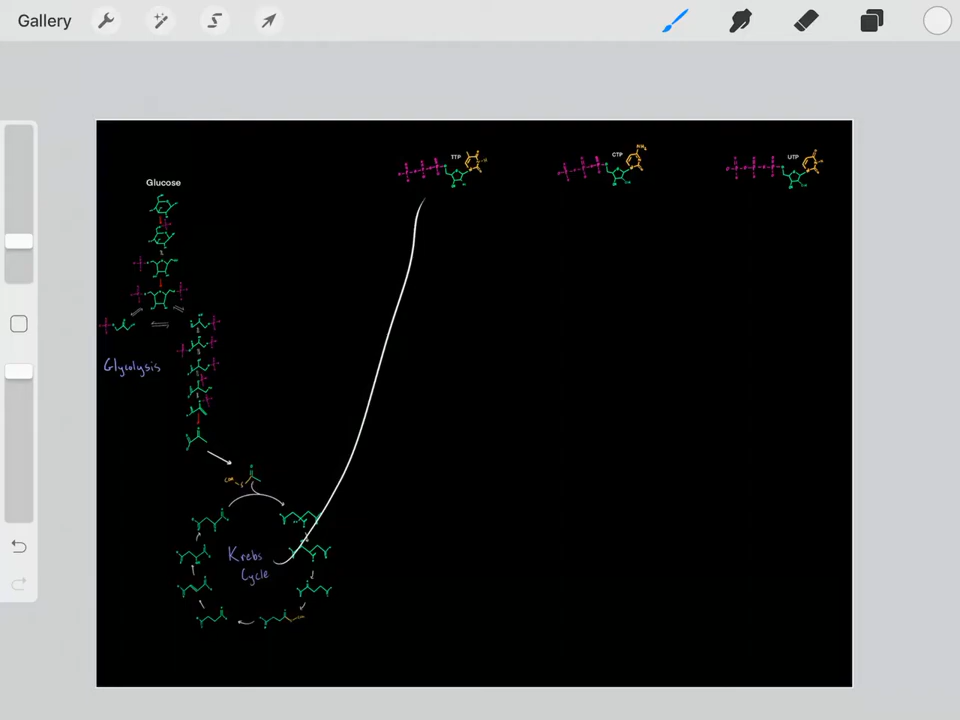 Gallery
TTP
CTP
UTP
Glucose
Glycolysis
Krebs
Cycle